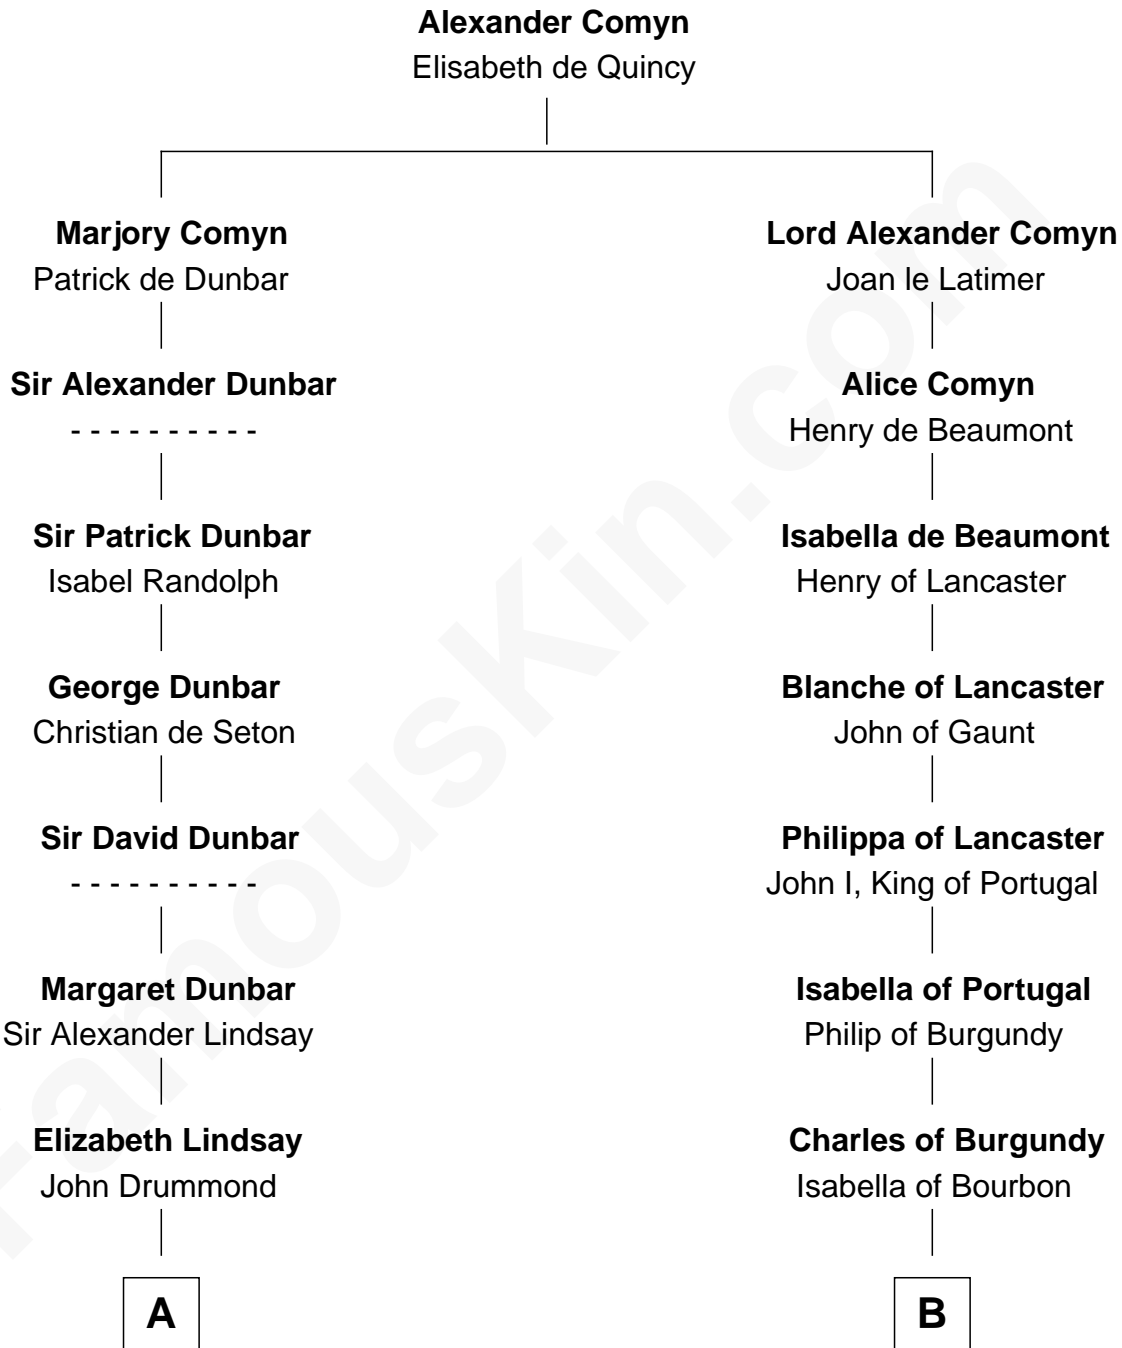 Alexander Comyn
Elisabeth de Quincy
Marjory Comyn
Patrick de Dunbar
Lord Alexander Comyn
Joan le Latimer
Sir Alexander Dunbar
- - - - - - - - - -
Alice Comyn
Henry de Beaumont
Sir Patrick Dunbar
Isabel Randolph
Isabella de Beaumont
Henry of Lancaster
George Dunbar
Christian de Seton
Blanche of Lancaster
John of Gaunt
Sir David Dunbar
- - - - - - - - - -
Philippa of Lancaster
John I, King of Portugal
Margaret Dunbar
Sir Alexander Lindsay
Isabella of Portugal
Philip of Burgundy
Elizabeth Lindsay
John Drummond
Charles of Burgundy
Isabella of Bourbon
A
B
FamousKin.com